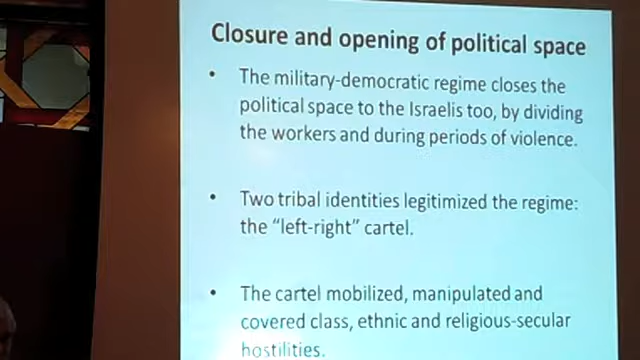 Closure and opening of political space
• The military-democratic regime closes the
political space to the Israelis too, by dividing
the workers and during periods of violence.
• Two tribal identities legitimized the regime:
the “left-right” cartel.
• The cartel mobilized, manipulated and
covered class, ethnic and religious-secular
hostilities.